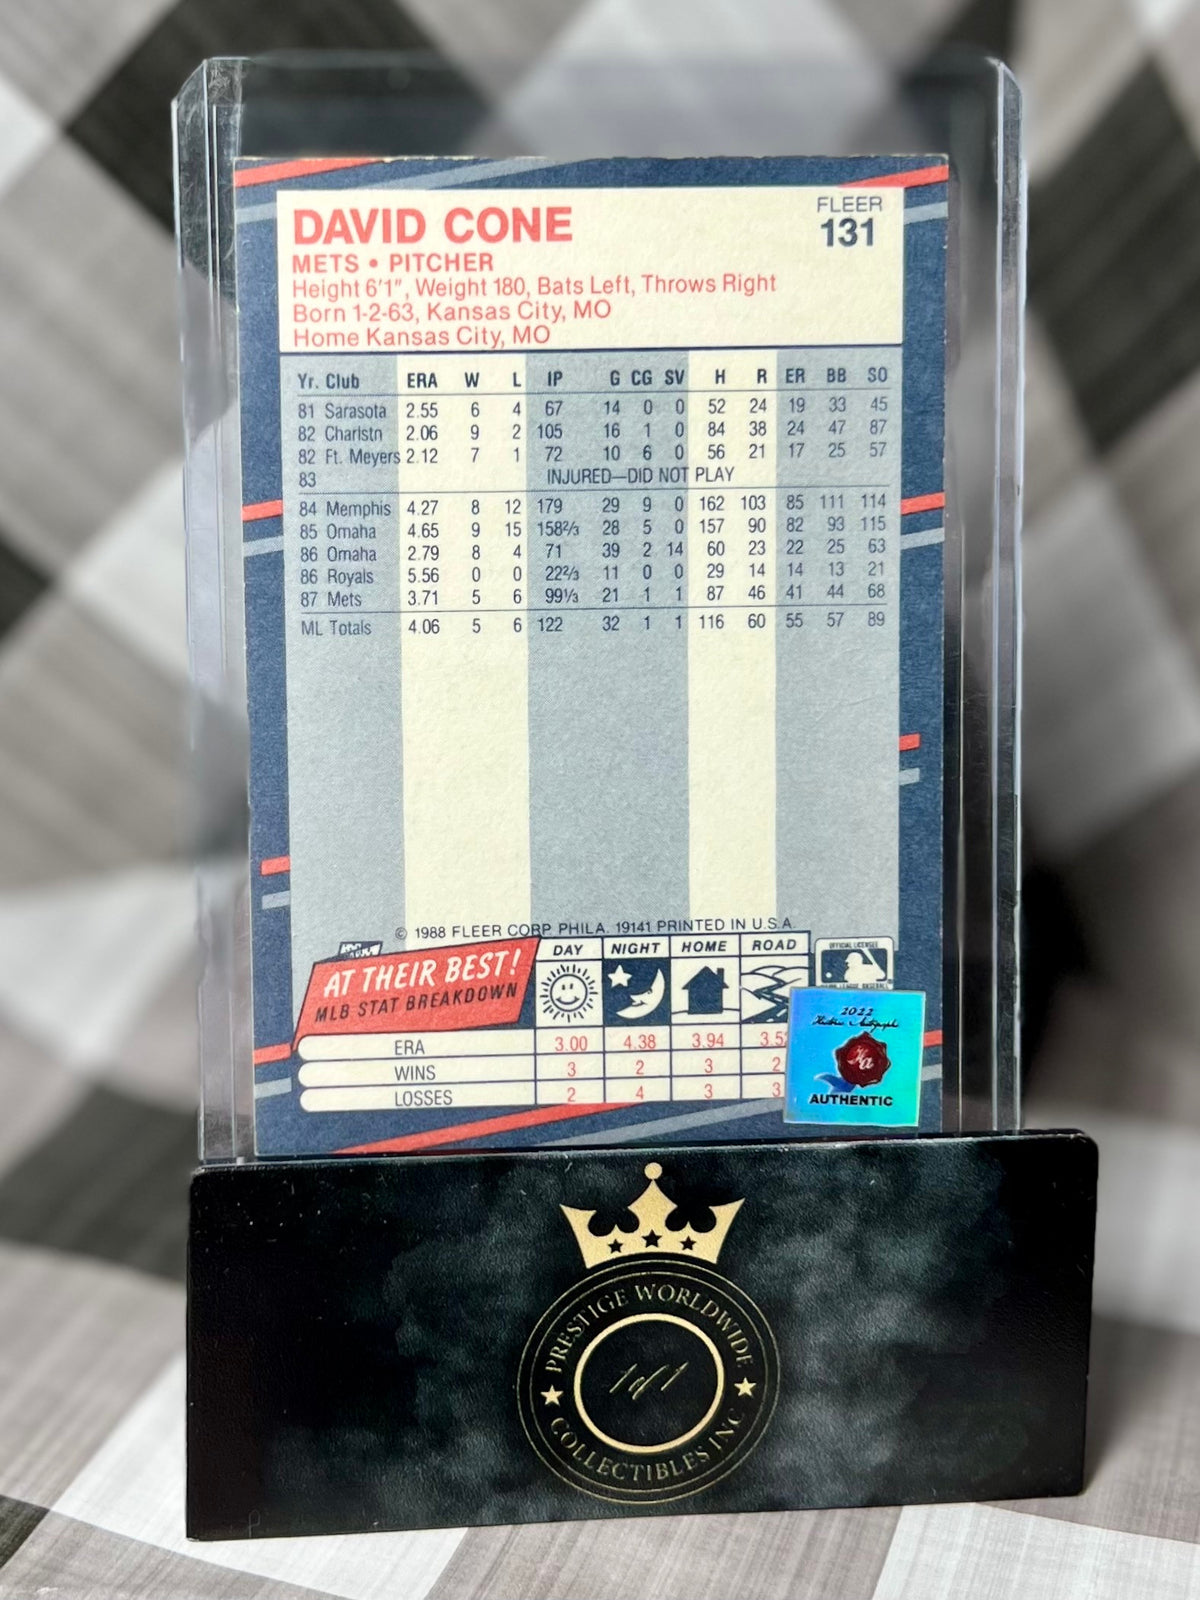 DAVID CONE
FLEER
131
METS • PITCHER
Height 6'1", Weight 180, Bats Left, Throws Right
Born 1-2-63, Kansas City, MO
Home Kansas City, MO
Yr. Club ERA W L IP G CG SV H R ER BB SO
81 Sarasota 2.55 6 4 67 14 0 0 52 24 19 33 45
82 Charlstn 2.06 9 2 105 16 1 0 84 38 24 47 87
82 Ft. Meyers 2.12 7 1 72 10 6 0 56 21 17 25 57
83 INJURED—DID NOT PLAY
84 Memphis 4.27 8 12 179 29 9 0 162 103 85 111 114
85 Omaha 4.65 9 15 158⅔ 28 5 0 157 90 82 93 115
86 Omaha 2.79 8 4 71 39 2 14 60 23 22 25 63
86 Royals 5.56 0 0 22⅔ 11 0 0 29 14 14 13 21
87 Mets 3.71 5 6 99⅓ 21 1 1 87 46 41 44 68
ML Totals 4.06 5 6 122 32 1 1 116 60 55 57 89
© 1988 FLEER CORP. PHILA. 19141 PRINTED IN U.S.A.
AT THEIR BEST!
MLB STAT BREAKDOWN
DAY NIGHT HOME ROAD
OFFICIAL LICENSEE
MAJOR LEAGUE BASEBALL
ERA 3.00 4.38 3.94 3.5
WINS 3 2 3 2
LOSSES 2 4 3 3
2022
AUTHENTIC
PRESTIGE WORLDWIDE
1 of 1
COLLECTIBLES INC